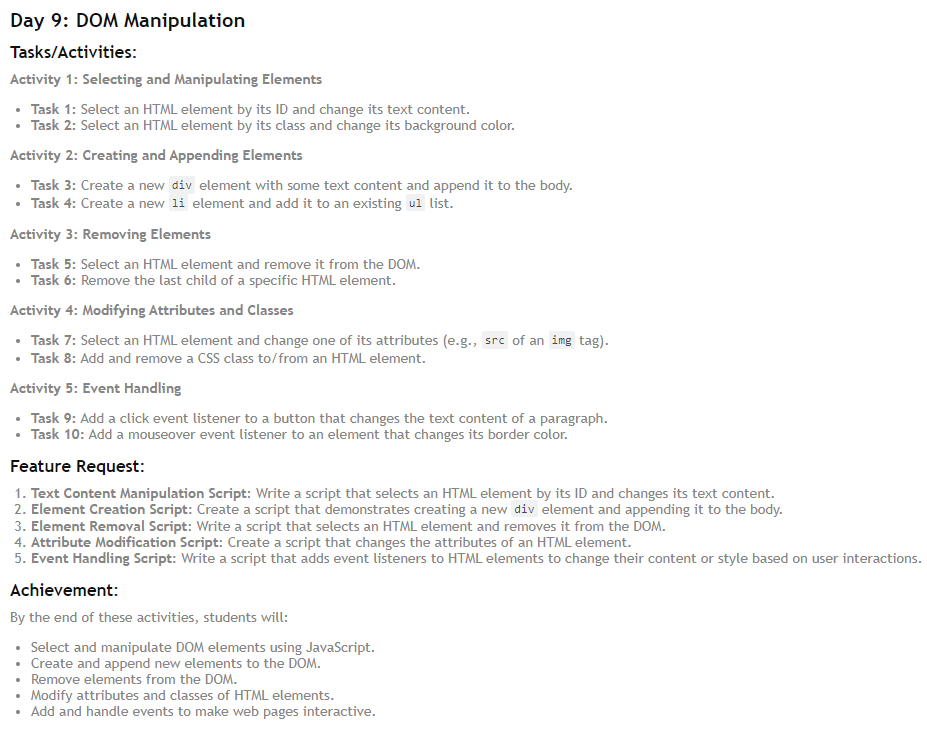 Day 9: DOM Manipulation
Tasks/Activities:
Activity 1: Selecting and Manipulating Elements
• Task 1: Select an HTML element by its ID and change its text content.
• Task 2: Select an HTML element by its class and change its background color.
Activity 2: Creating and Appending Elements
• Task 3: Create a new div element with some text content and append it to the body.
• Task 4: Create a new li element and add it to an existing ul list.
Activity 3: Removing Elements
• Task 5: Select an HTML element and remove it from the DOM.
• Task 6: Remove the last child of a specific HTML element.
Activity 4: Modifying Attributes and Classes
• Task 7: Select an HTML element and change one of its attributes (e.g., src of an img tag).
• Task 8: Add and remove a CSS class to/from an HTML element.
Activity 5: Event Handling
• Task 9: Add a click event listener to a button that changes the text content of a paragraph.
• Task 10: Add a mouseover event listener to an element that changes its border color.
Feature Request:
1. Text Content Manipulation Script: Write a script that selects an HTML element by its ID and changes its text content.
2. Element Creation Script: Create a script that demonstrates creating a new div element and appending it to the body.
3. Element Removal Script: Write a script that selects an HTML element and removes it from the DOM.
4. Attribute Modification Script: Create a script that changes the attributes of an HTML element.
5. Event Handling Script: Write a script that adds event listeners to HTML elements to change their content or style based on user interactions.
Achievement:
By the end of these activities, students will:
• Select and manipulate DOM elements using JavaScript.
• Create and append new elements to the DOM.
• Remove elements from the DOM.
• Modify attributes and classes of HTML elements.
• Add and handle events to make web pages interactive.